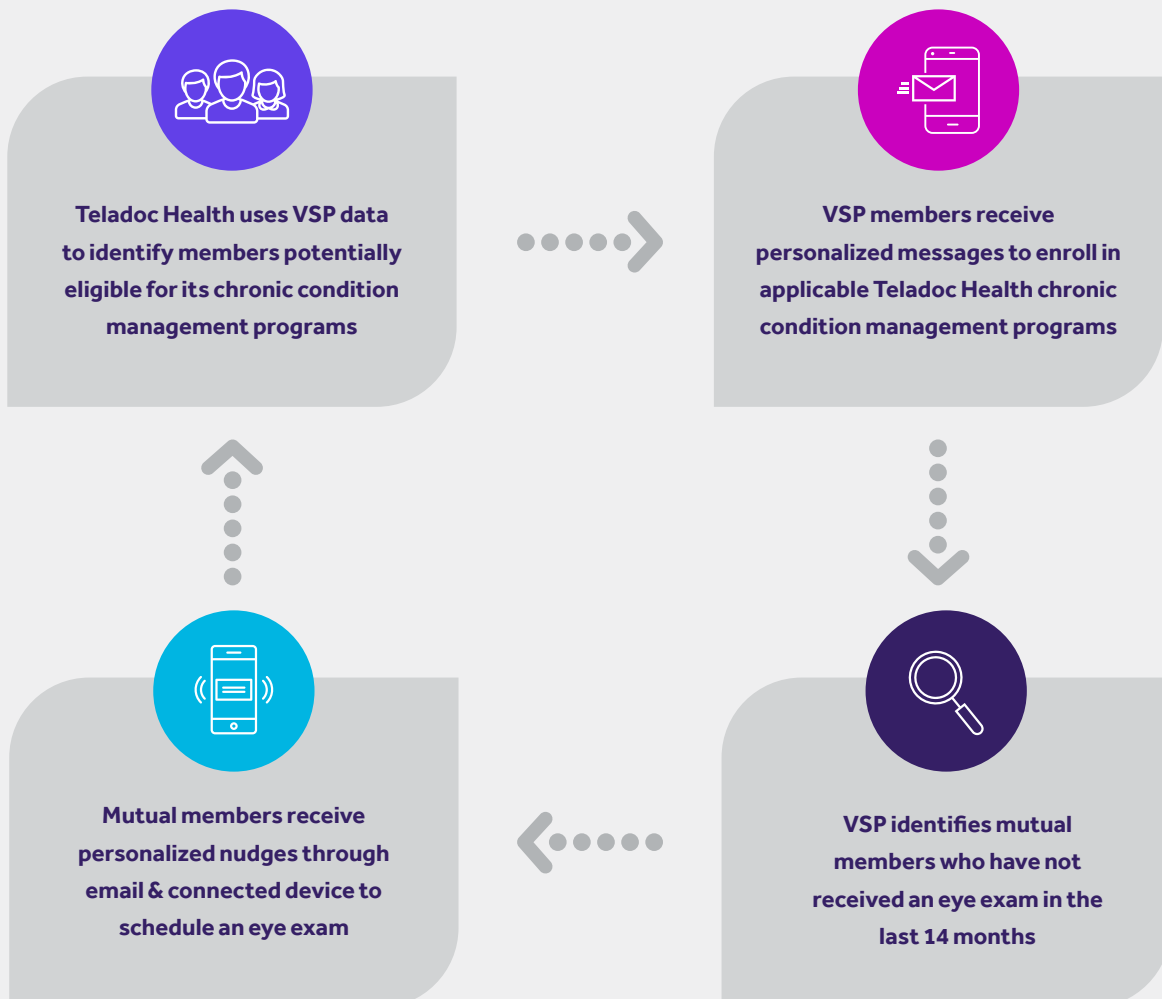 Teladoc Health uses VSP data
to identify members potentially
eligible for its chronic condition
management programs
VSP members receive
personalized messages to enroll in
applicable Teladoc Health chronic
condition management programs
Mutual members receive
personalized nudges through
email & connected device to
schedule an eye exam
VSP identifies mutual
members who have not
received an eye exam in the
last 14 months